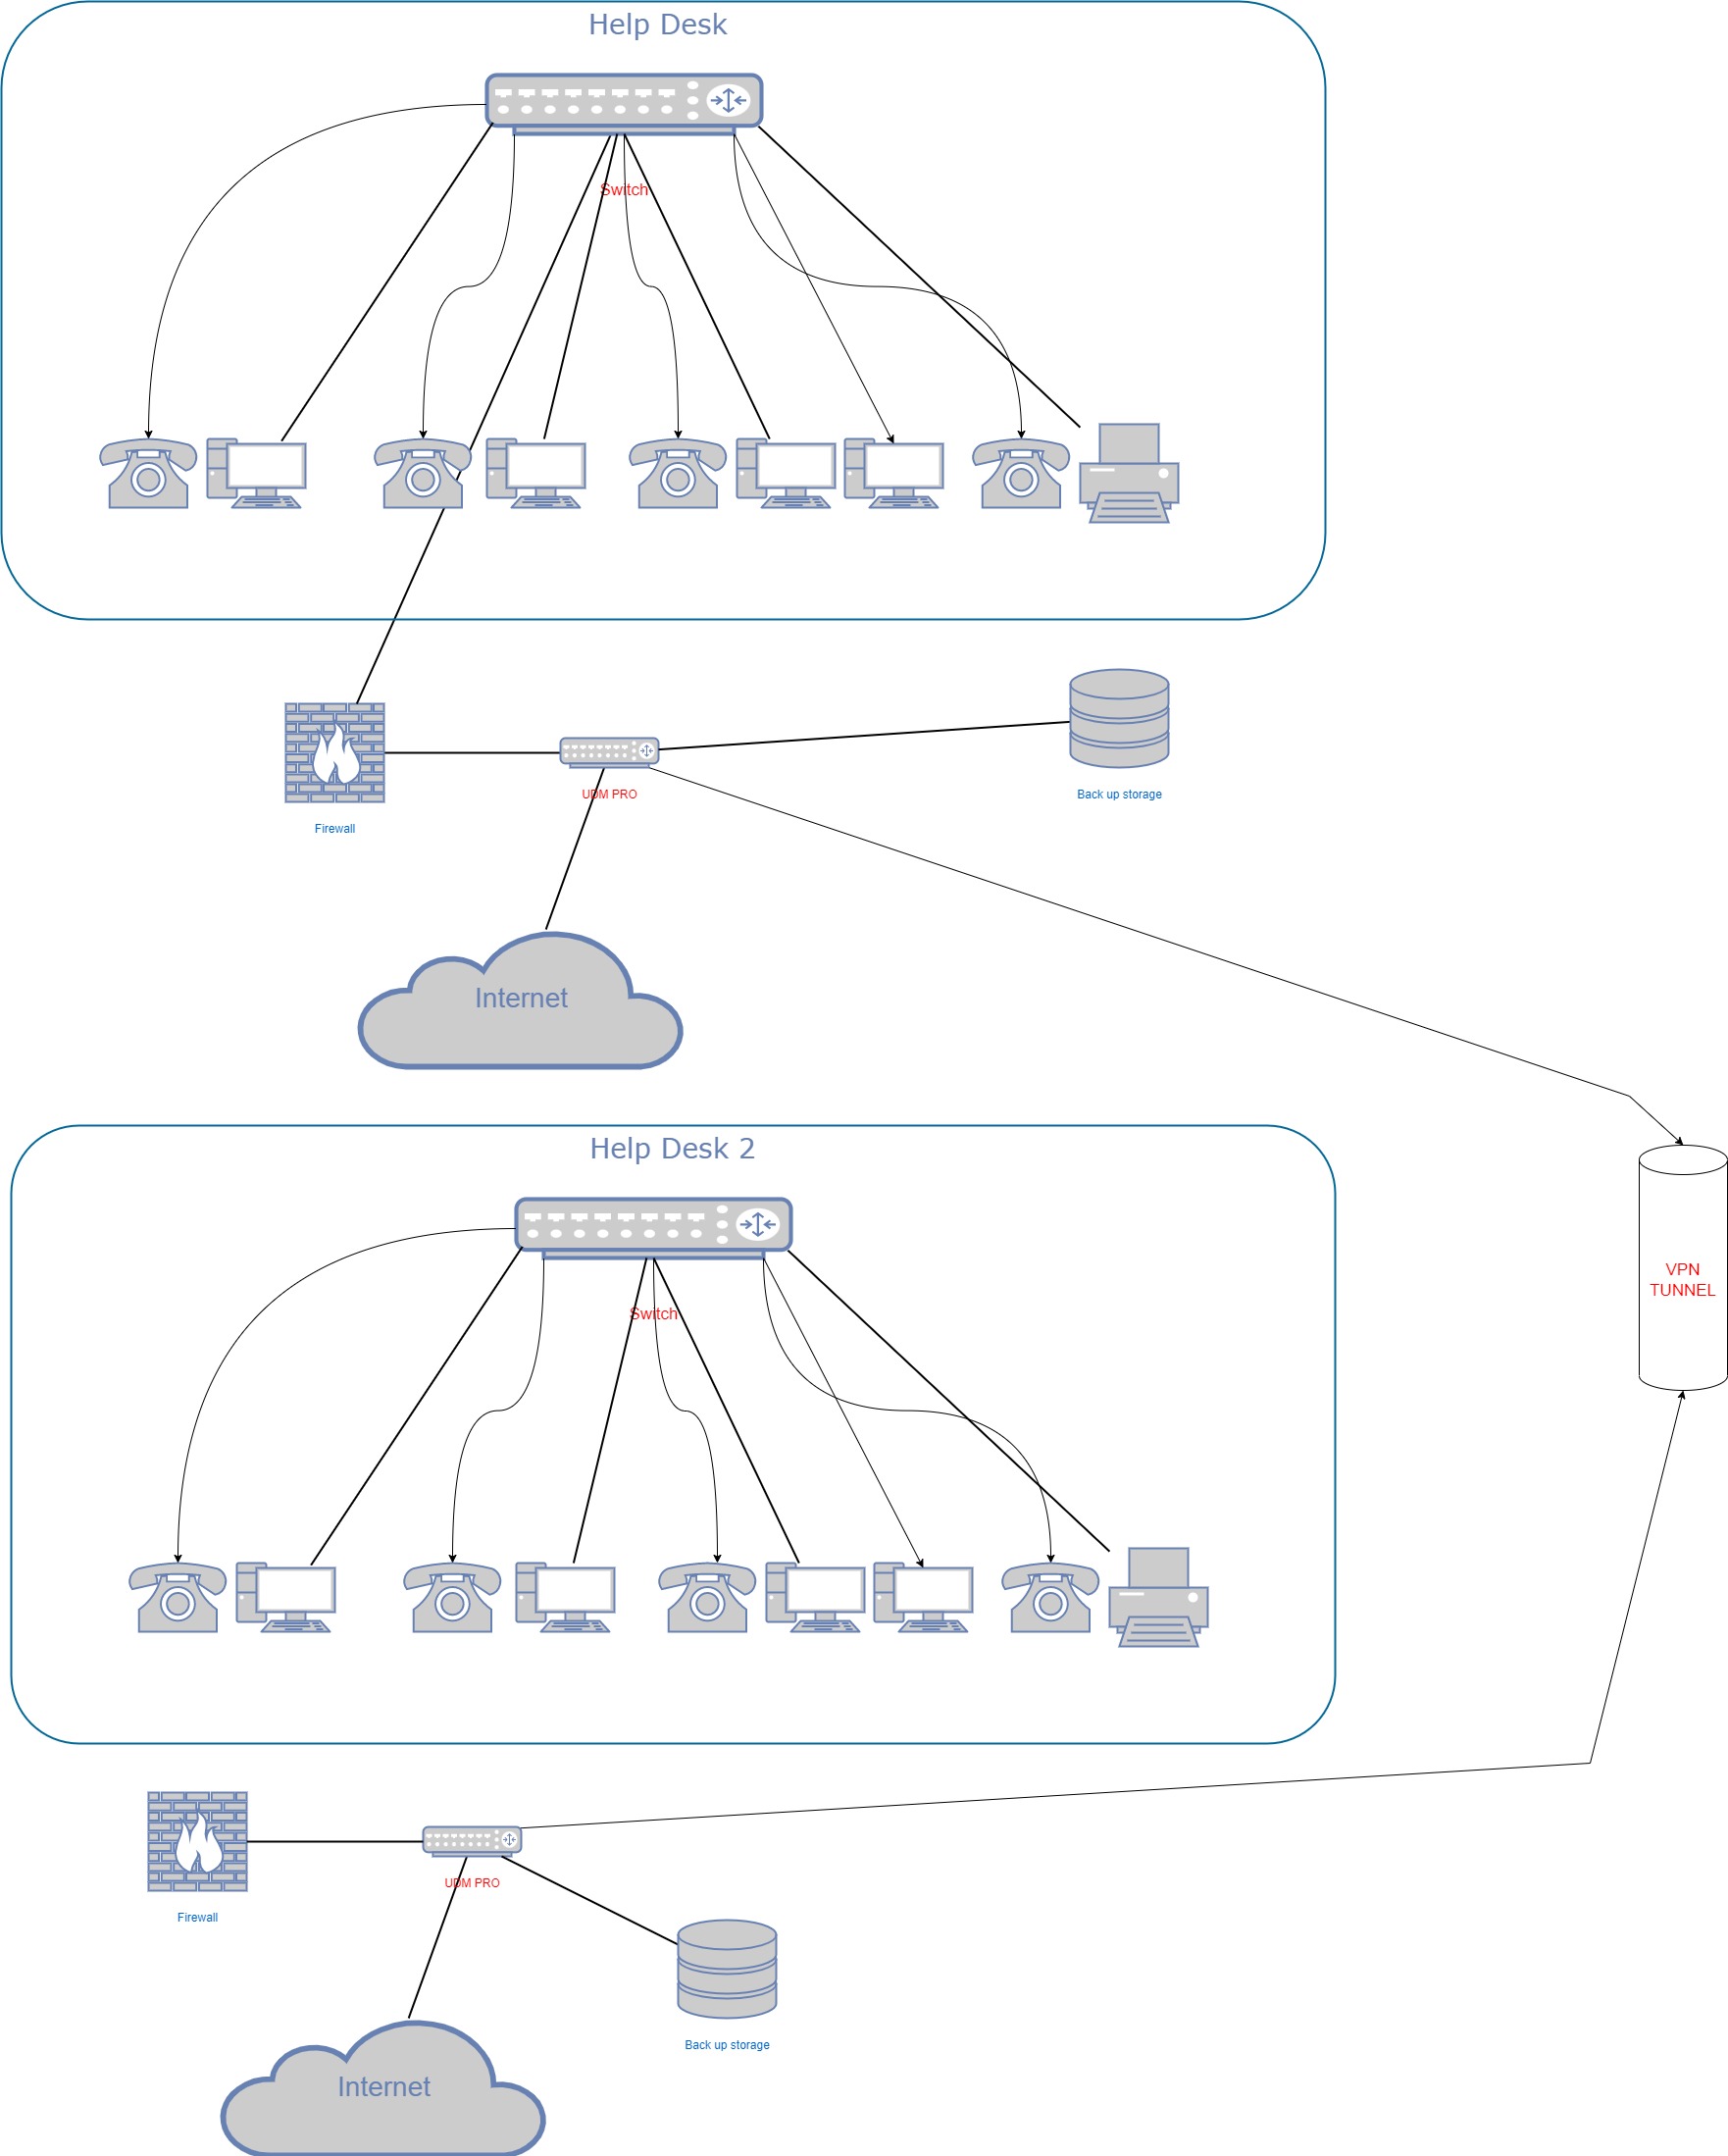 Help Desk
Switch
UDM PRO
Back up storage
Firewall
Internet
Help Desk 2
VPN
TUNNEL
Switch
UDM PRO
Firewall
Back up storage
Internet